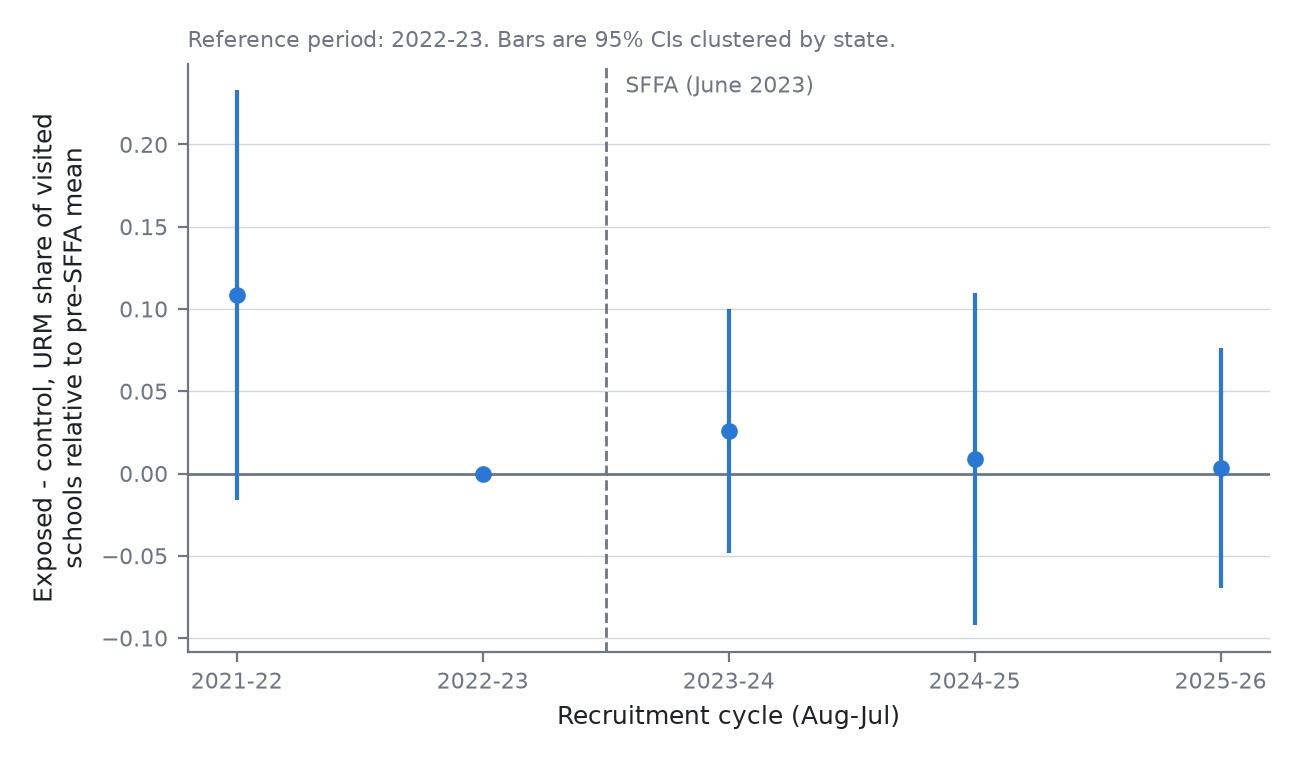 Reference period: 2022-23. Bars are 95% CIs clustered by state.
SFFA (June 2023)
Exposed - control, URM share of visited
schools relative to pre-SFFA mean
0.20
0.15
0.10
0.05
0.00
−0.05
−0.10
2021-22
2022-23
2023-24
2024-25
2025-26
Recruitment cycle (Aug-Jul)